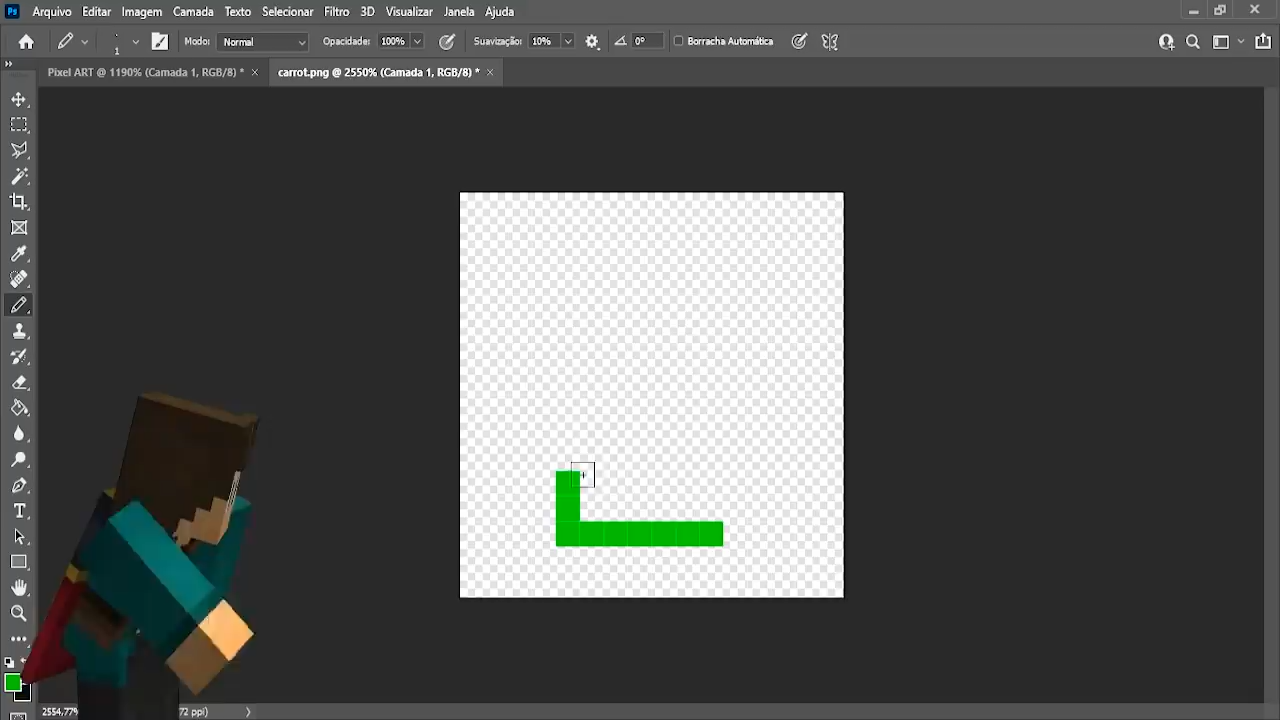 Ps Arquivo Editar Imagem Camada Texto Selecionar Filtro 3D Visualizar Janela Ajuda
1 Modo: Normal Opacidade: 100% Suavização: 10% 0° Borracha Automática
Pixel ART @ 1190% (Camada 1, RGB/8) * × carrot.png @ 2550% (Camada 1, RGB/8) * ×
T
2554,77% 72 ppi)